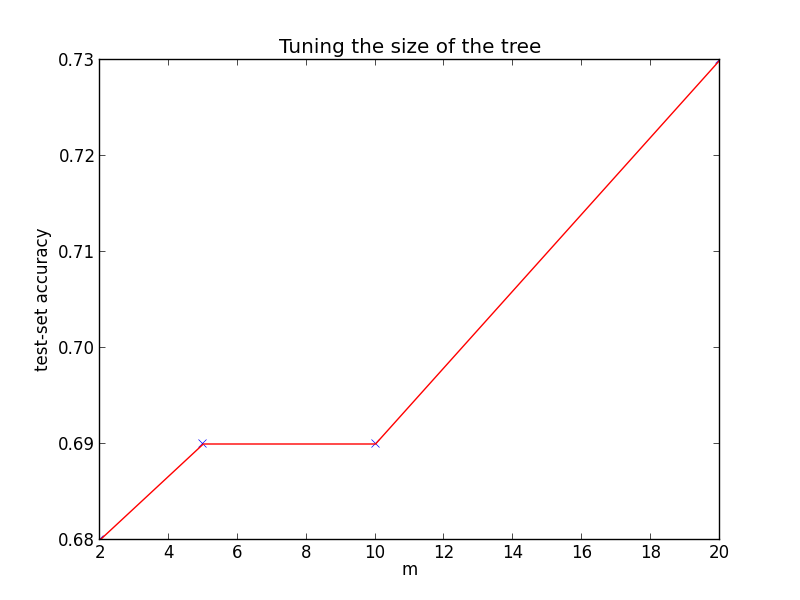 Tuning the size of the tree
0.73
0.72
0.71
0.70
0.69
0.68
test-set accuracy
2 4 6 8 10 12 14 16 18 20
m